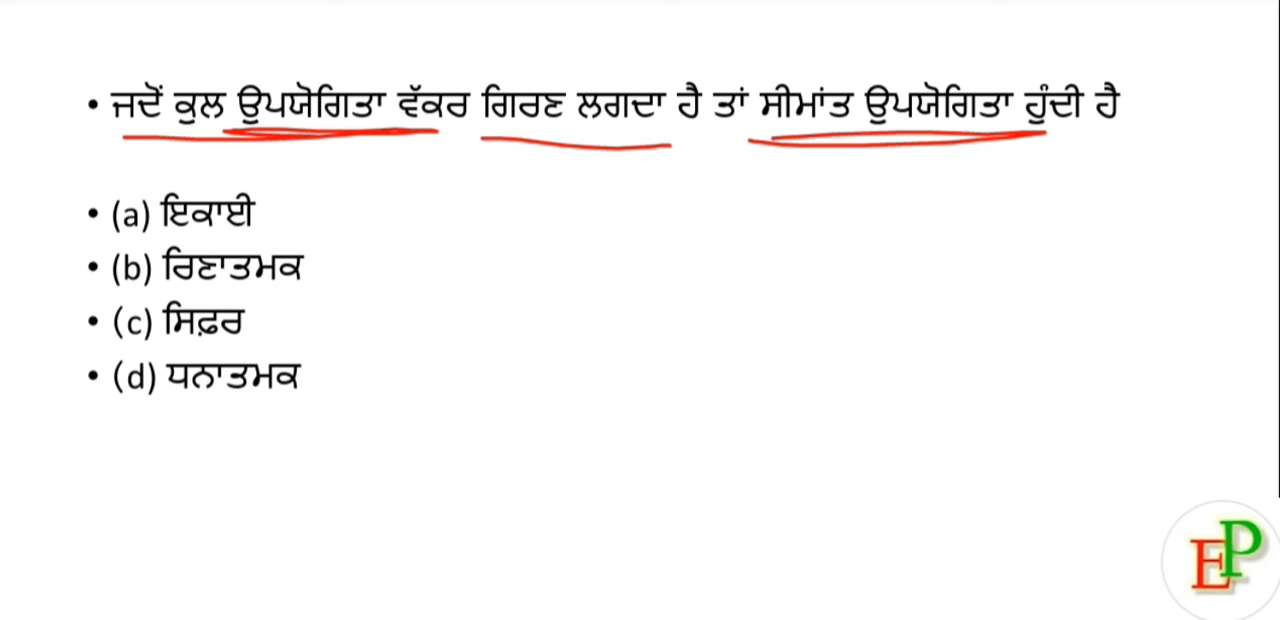 • ਜਦੋਂ ਕੁਲ ਉਪਯੋਗਿਤਾ ਵੱਕਰ ਗਿਰਣ ਲਗਦਾ ਹੈ ਤਾਂ ਸੀਮਾਂਤ ਉਪਯੋਗਿਤਾ ਹੁੰਦੀ ਹੈ
• (a) ਇਕਾਈ
• (b) ਰਿਣਾਤਮਕ
• (c) ਸਿਫ਼ਰ
• (d) ਧਨਾਤਮਕ
EP